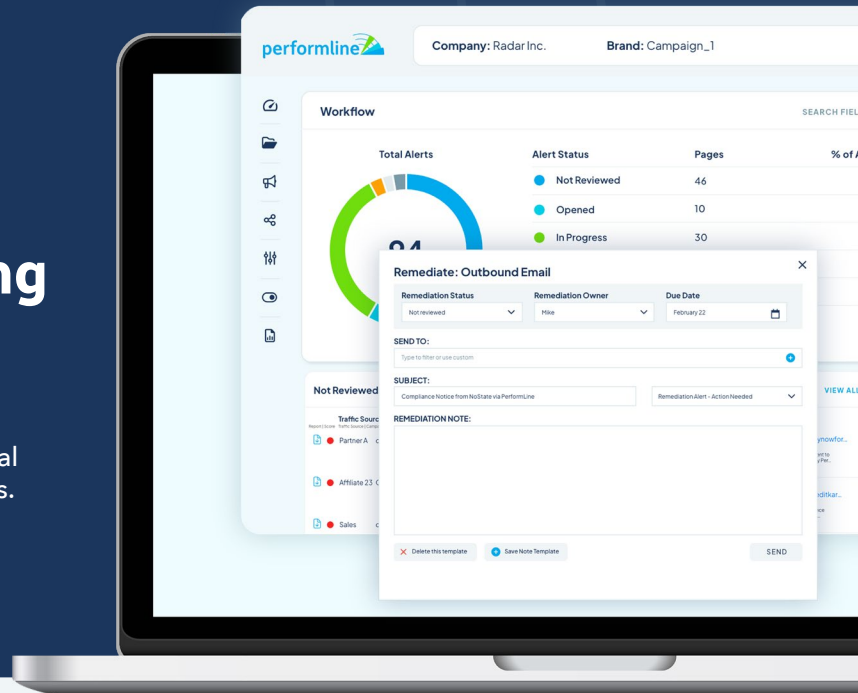 performline
Company: Radar Inc.
Brand: Campaign_1
Workflow
SEARCH FIEL
Total Alerts
Alert Status
Pages
% of A
Not Reviewed
46
Opened
10
In Progress
30
ng
al
s.
Remediate: Outbound Email
Remediation Status
Remediation Owner
Due Date
Not reviewed
Mike
February 22
SEND TO:
Type to filter or use custom
SUBJECT:
Compliance Notice from NoState via PerformLine
Remediation Alert - Action Needed
REMEDIATION NOTE:
Delete this template
Save Note Template
SEND
Not Reviewed
VIEW ALL
Traffic Sourc
Partner A
Affiliate 23
Sales
ynowfor..
editkar..